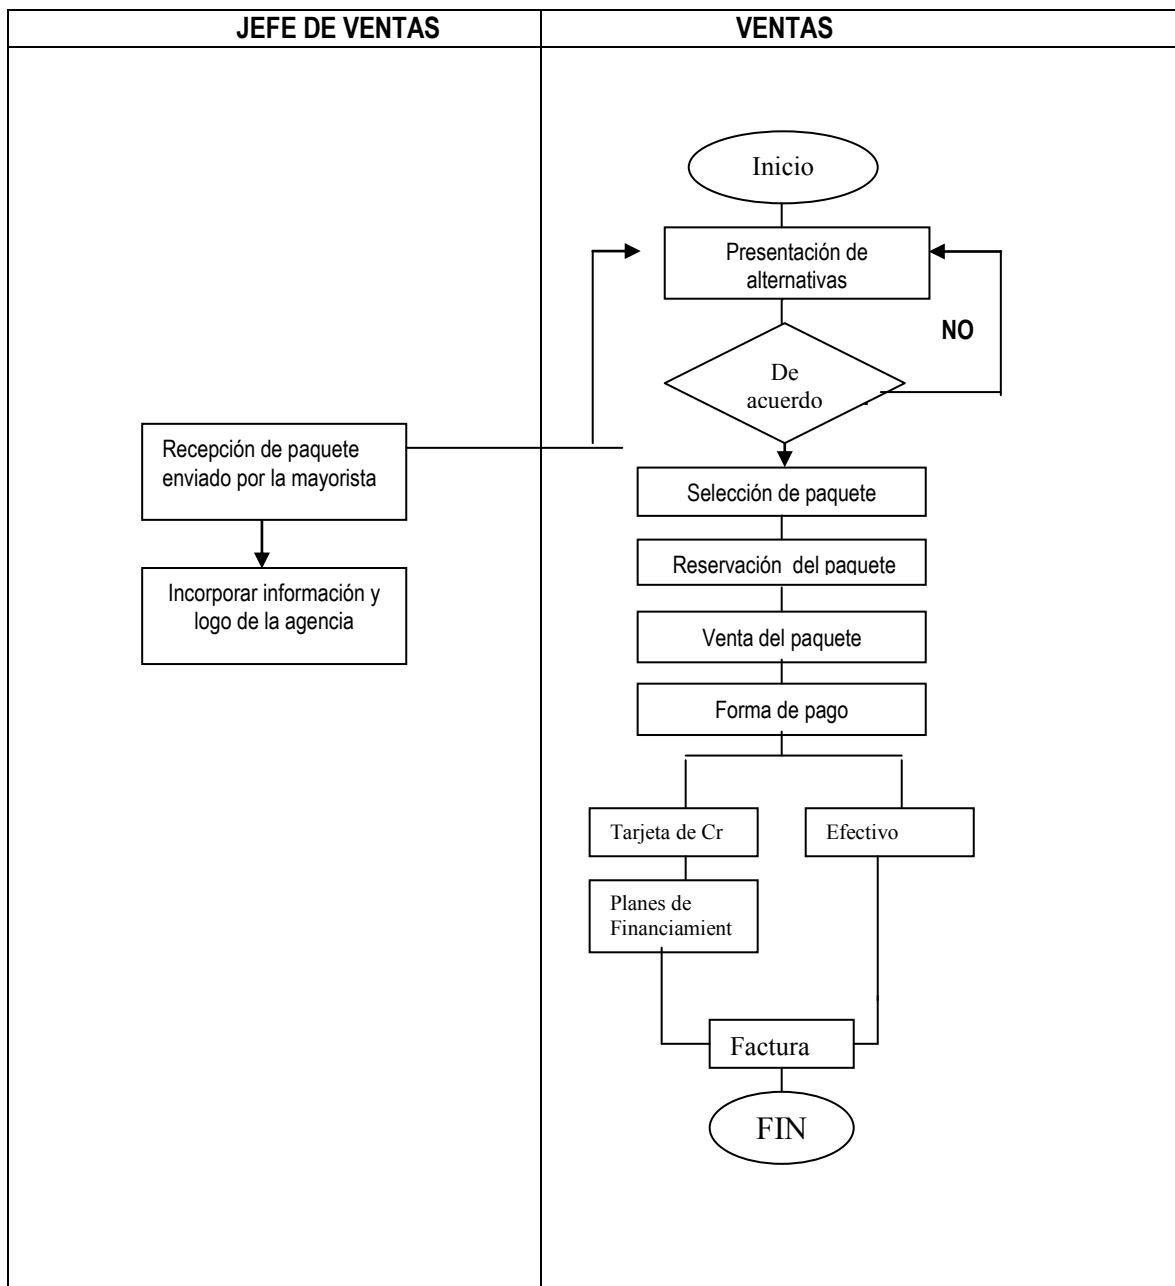 JEFE DE VENTAS
VENTAS
Inicio
Presentación de
alternativas
NO
De
acuerdo
Recepción de paquete
enviado por la mayorista
Incorporar información y
logo de la agencia
Selección de paquete
Reservación del paquete
Venta del paquete
Forma de pago
Tarjeta de Cr
Efectivo
Planes de
Financiamient
Factura
FIN